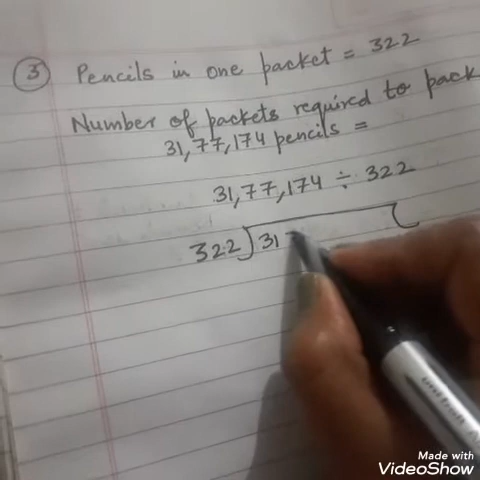 ③ Pencils in one packet = 322
Number of packets required to pack
31,77,174 pencils =
31,77,174 ÷ 322
322)31
Made with
VideoShow